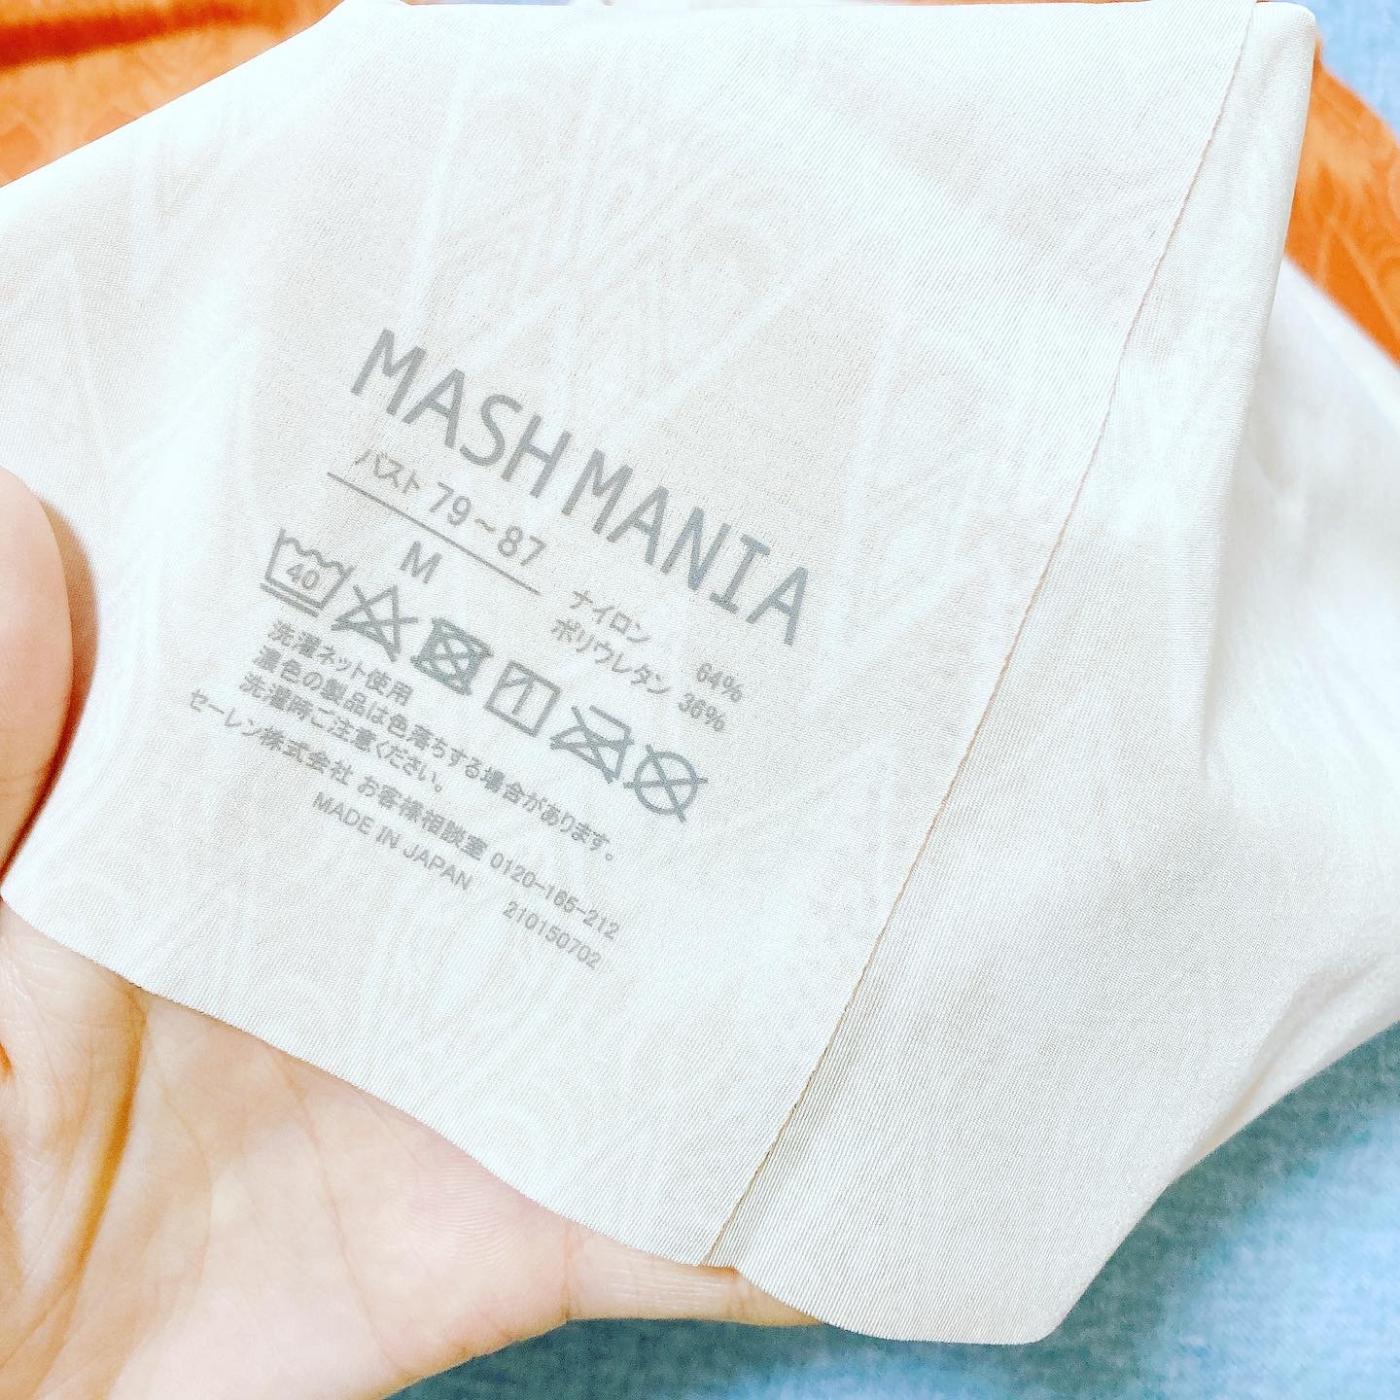 MASH MANIA
バスト 79~87
M
ナイロン 64%
ポリウレタン 36%
40
洗濯ネット使用
濃色の製品は色落ちする場合があります。
洗濯時ご注意ください。
セーレン株式会社 お客様相談室 0120-165-212
MADE IN JAPAN 210150702